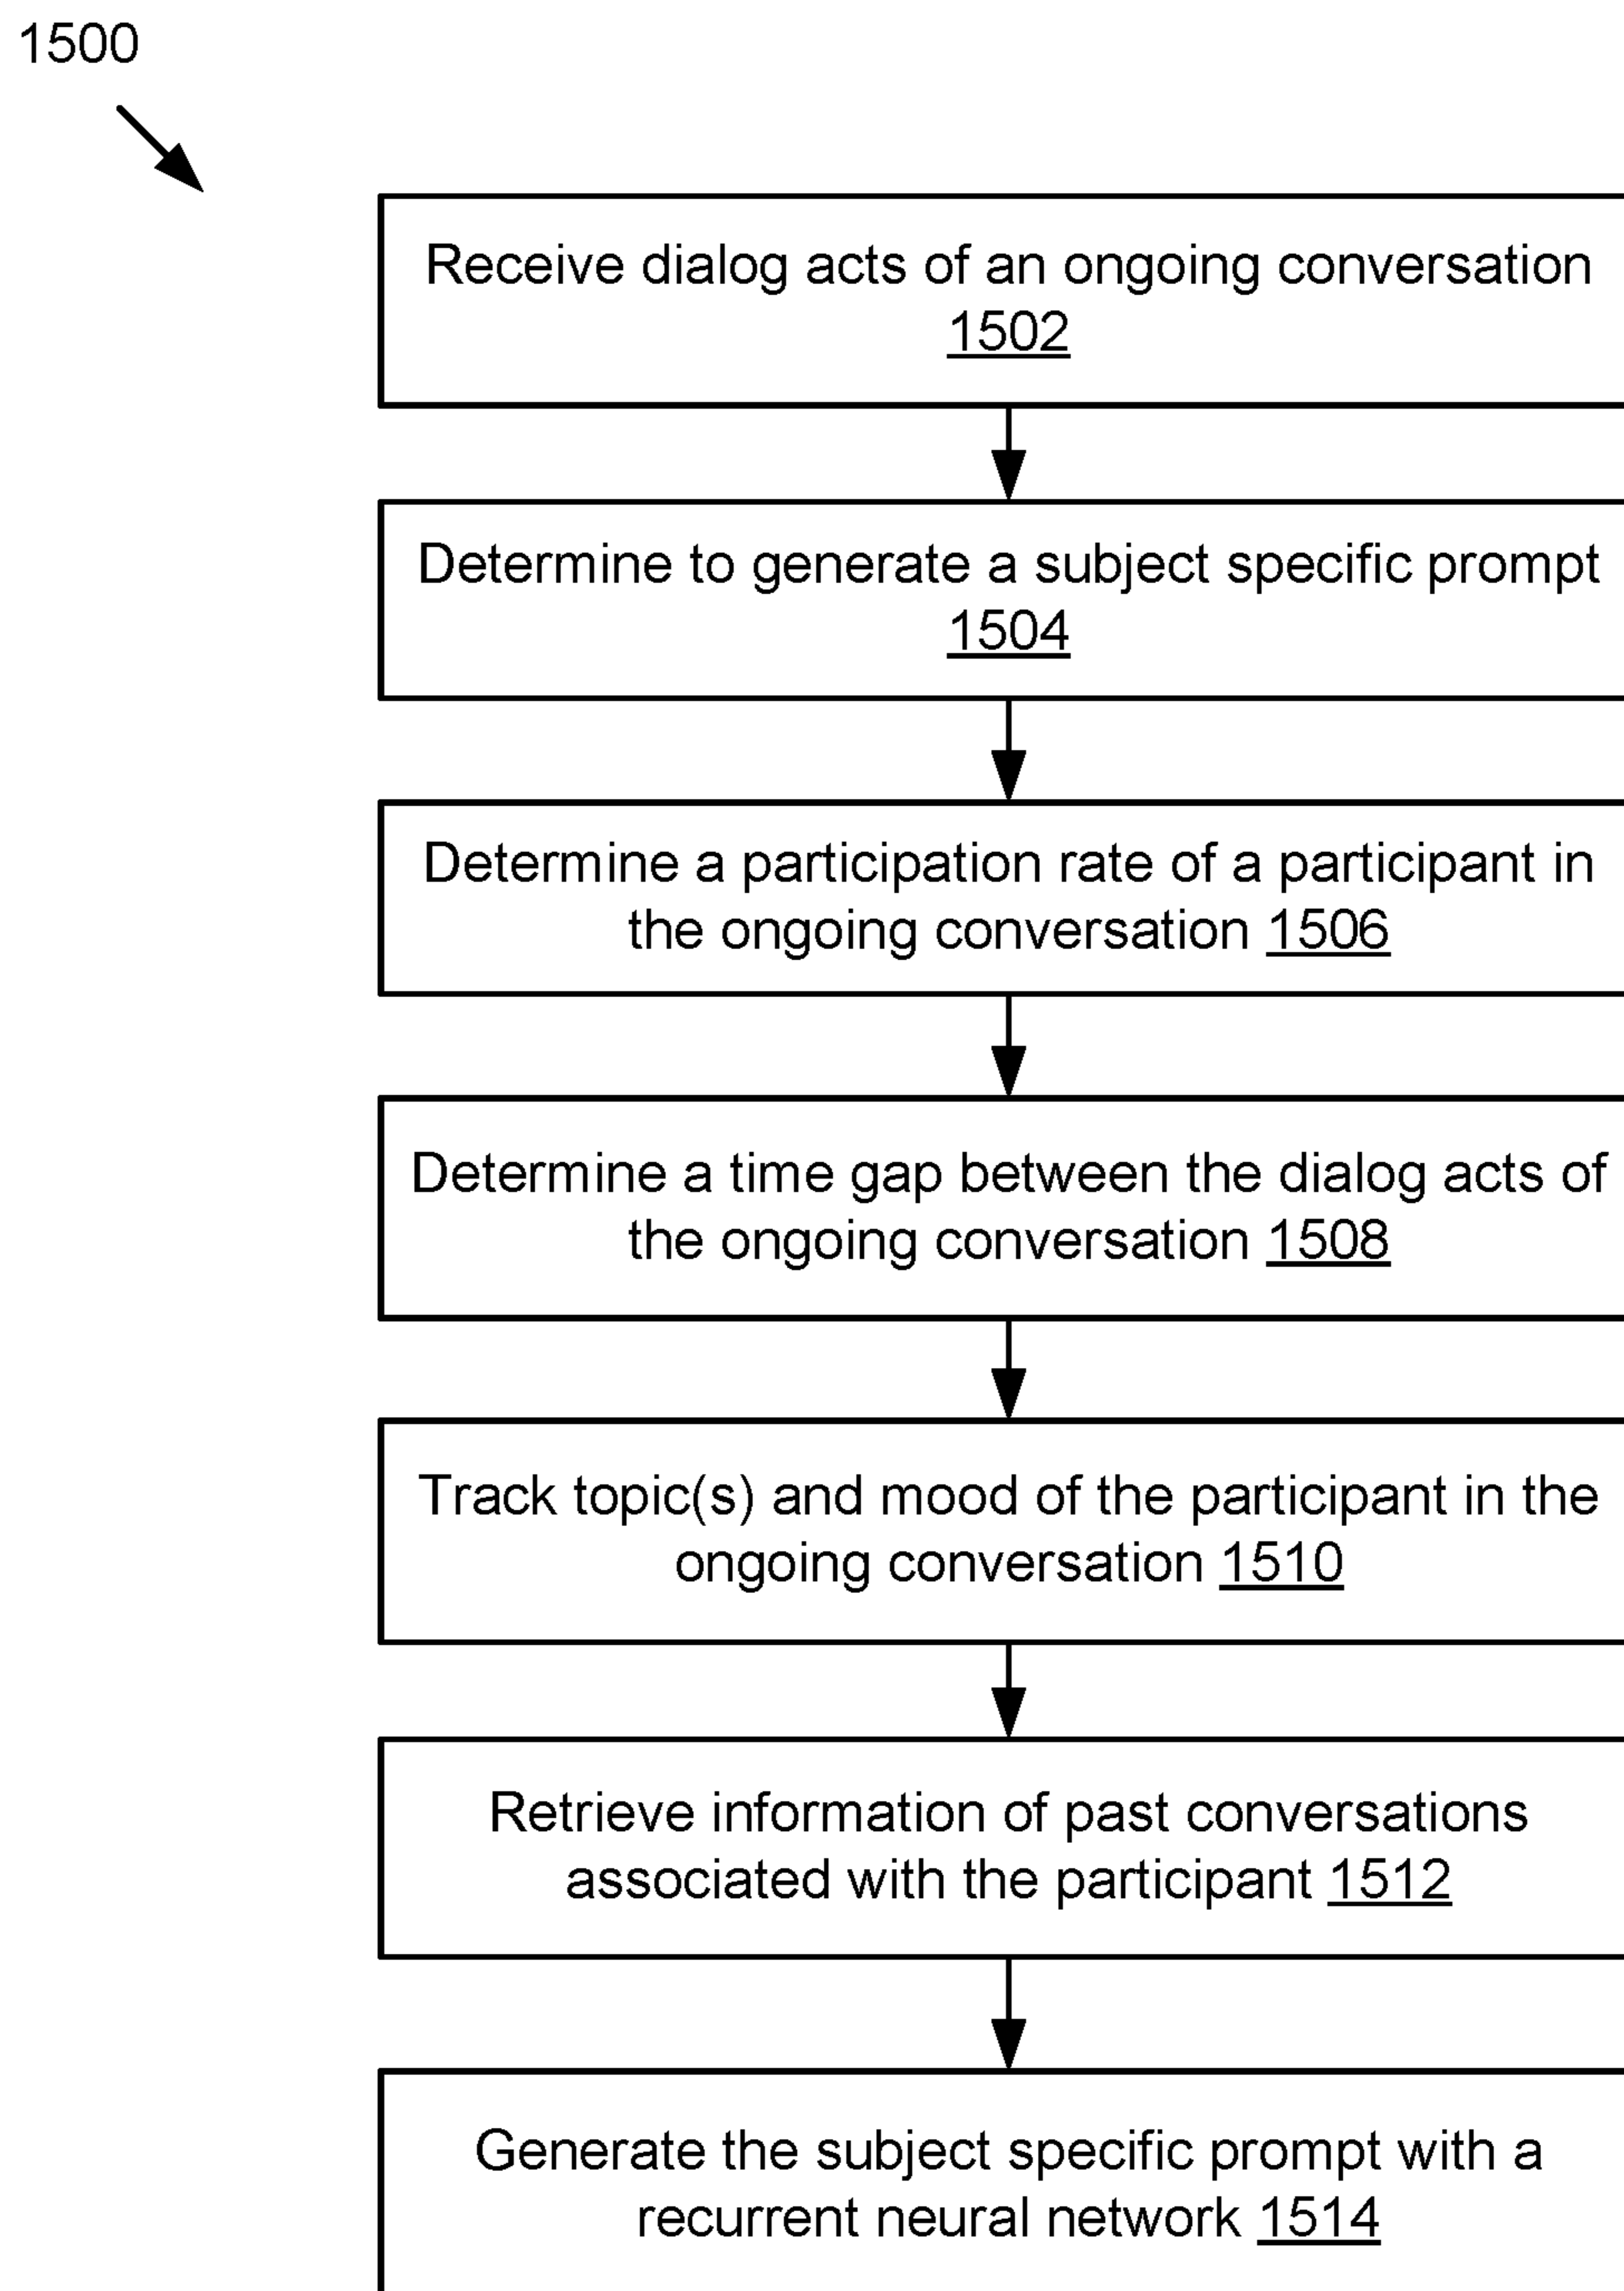 1500
Receive dialog acts of an ongoing conversation
1502
Determine to generate a subject specific prompt
1504
Determine a participation rate of a participant in
the ongoing conversation 1506
Determine a time gap between the dialog acts of
the ongoing conversation 1508
Track topic(s) and mood of the participant in the
ongoing conversation 1510
Retrieve information of past conversations
associated with the participant 1512
Generate the subject specific prompt with a
recurrent neural network 1514